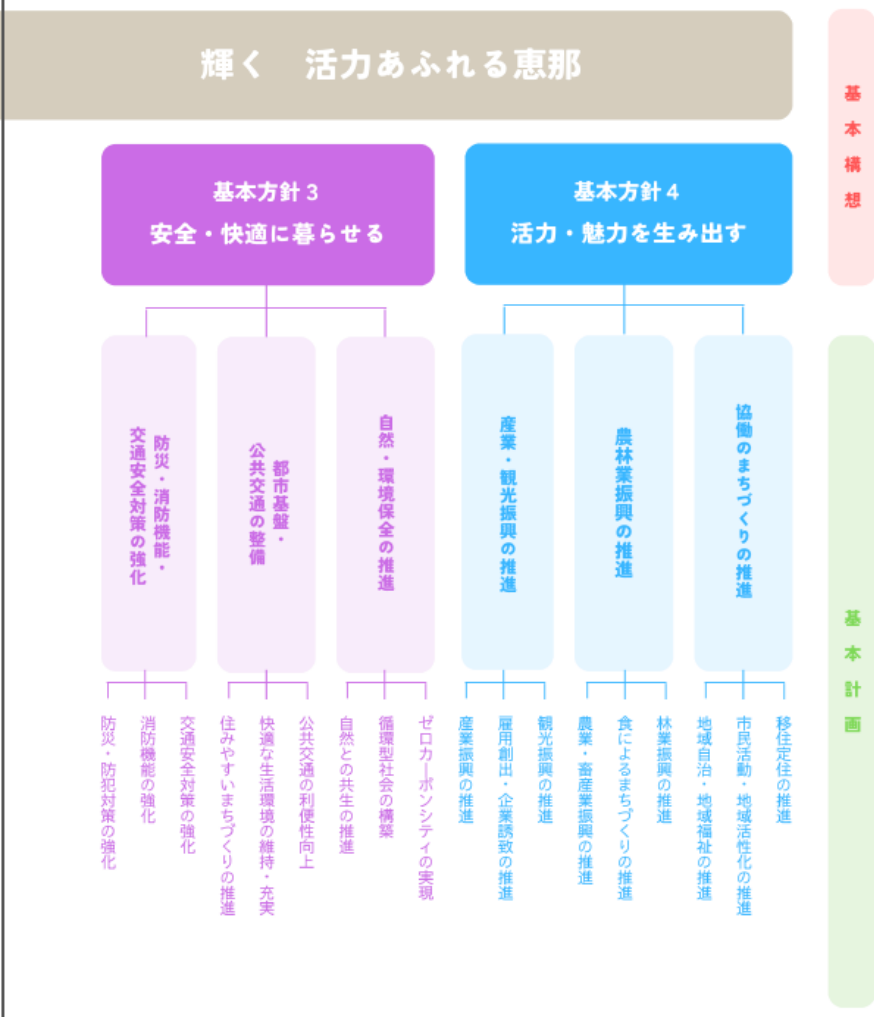 輝く　活力あふれる恵那
基本方針３
安全・快適に暮らせる
基本方針４
活力・魅力を生み出す
基本構想
防災・消防機能・
交通安全対策の強化
都市基盤・
公共交通の整備
自然・環境保全の推進
産業・観光振興の推進
農林業振興の推進
協働のまちづくりの推進
基本計画
防災・防犯対策の強化
消防機能の強化
交通安全対策の強化
住みやすいまちづくりの推進
快適な生活環境の維持・充実
公共交通の利便性向上
自然との共生の推進
循環型社会の構築
ゼロカーボンシティの実現
産業振興の推進
雇用創出・企業誘致の推進
観光振興の推進
農業・畜産業振興の推進
食によるまちづくりの推進
林業振興の推進
地域自治・地域福祉の推進
市民活動・地域活性化の推進
移住定住の推進